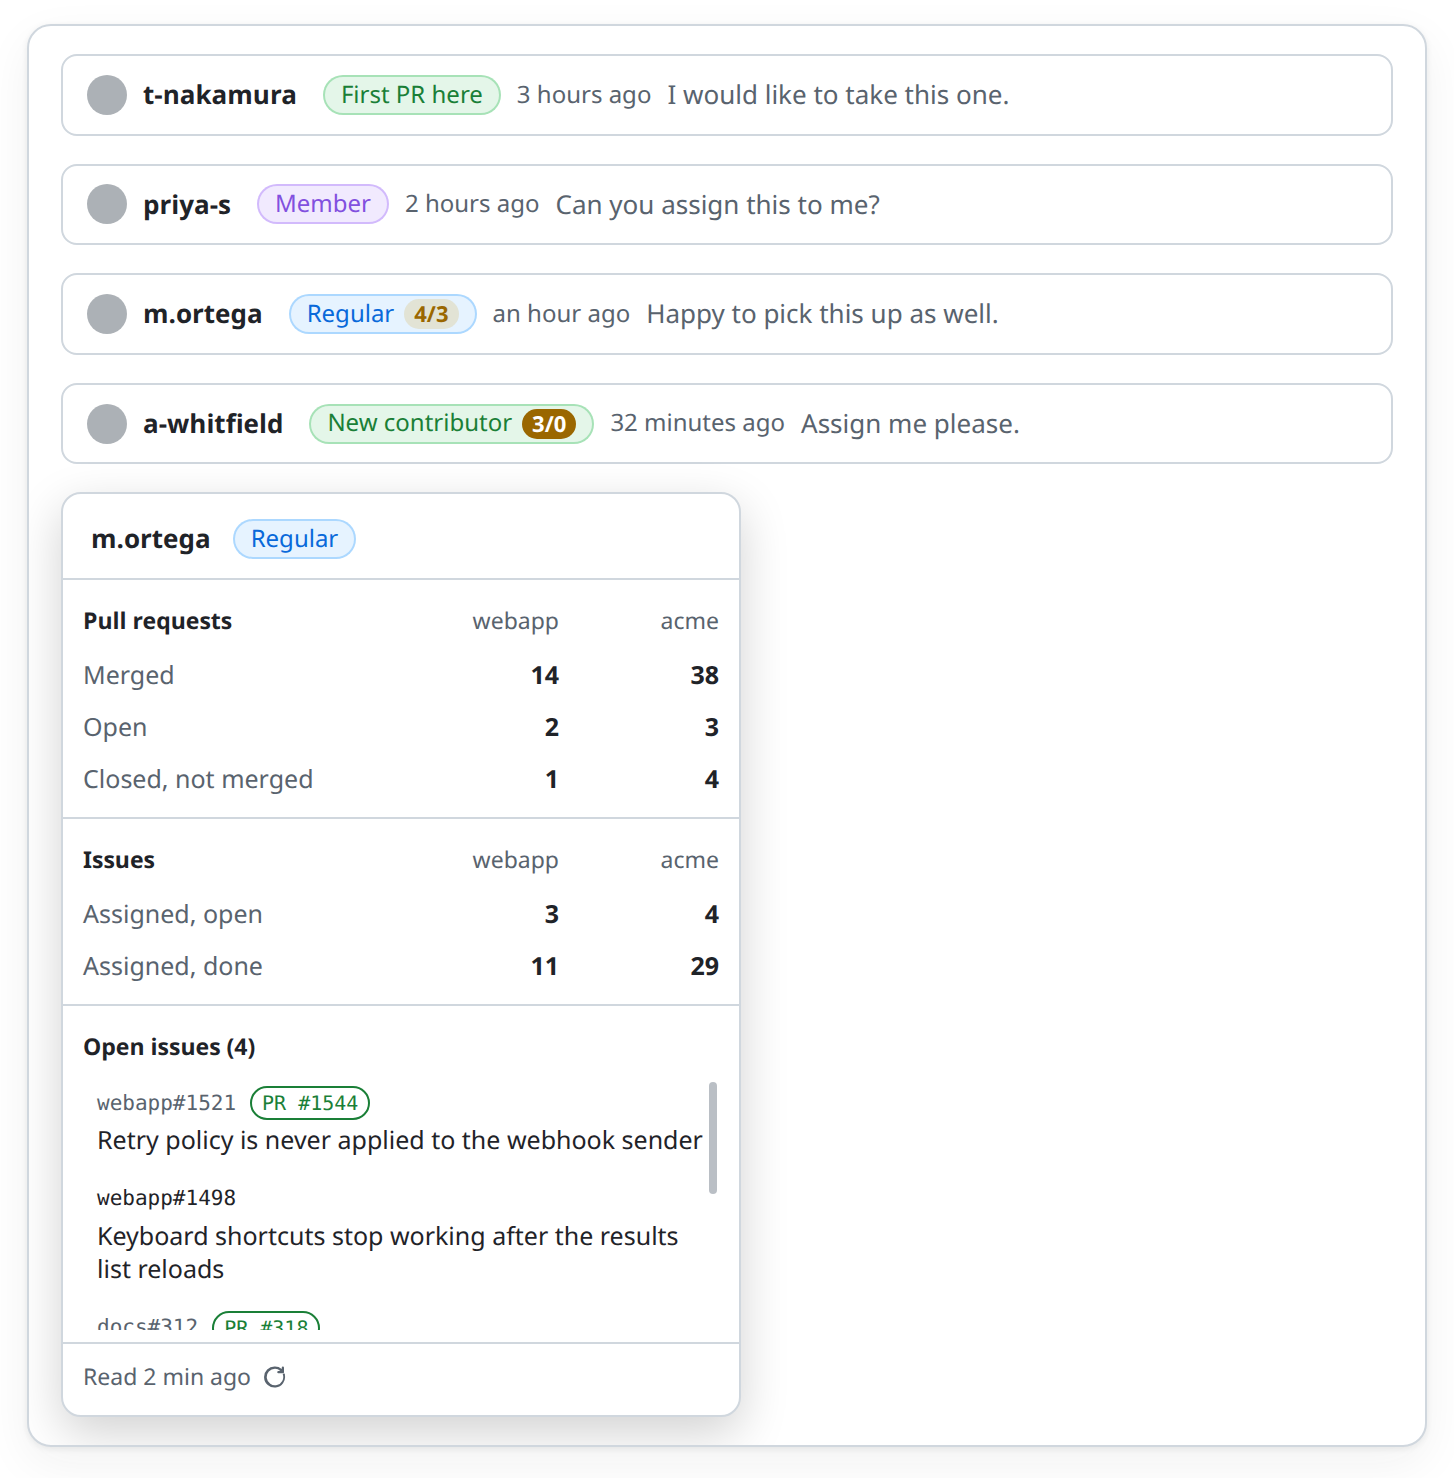 t-nakamura First PR here 3 hours ago I would like to take this one.
priya-s Member 2 hours ago Can you assign this to me?
m.ortega Regular 4/3 an hour ago Happy to pick this up as well.
a-whitfield New contributor 3/0 32 minutes ago Assign me please.
m.ortega Regular
Pull requests webapp acme
Merged 14 38
Open 2 3
Closed, not merged 1 4
Issues webapp acme
Assigned, open 3 4
Assigned, done 11 29
Open issues (4)
webapp#1521 PR #1544
Retry policy is never applied to the webhook sender
webapp#1498
Keyboard shortcuts stop working after the results
list reloads
docs#312 PR #318
Read 2 min ago